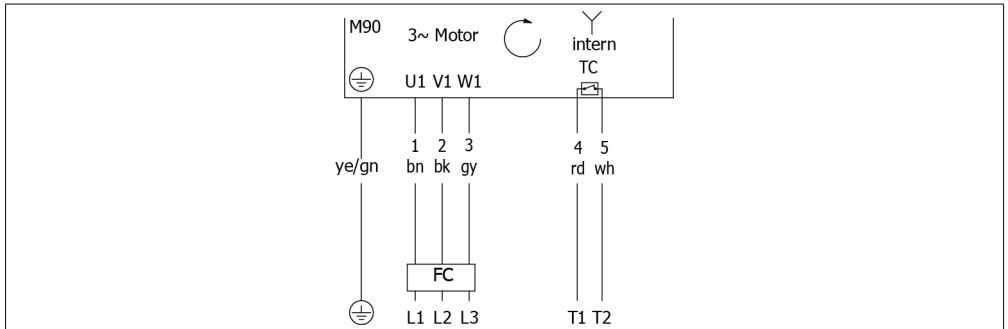 M90
3~ Motor
intern
TC
U1 V1 W1
1 2 3 4 5
ye/gn bn bk gy rd wh
FC
L1 L2 L3 T1 T2